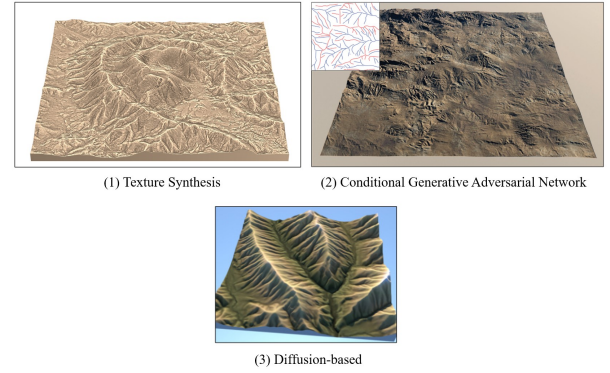 (1) Texture Synthesis
(2) Conditional Generative Adversarial Network
(3) Diffusion-based